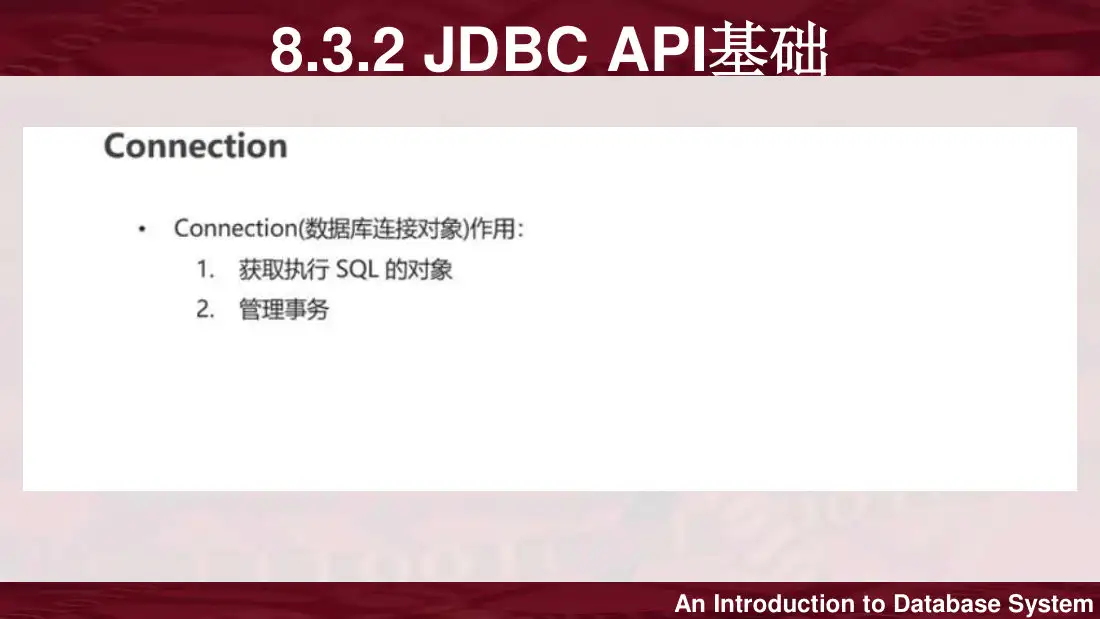 8.3.2 JDBC API基础
Connection
• Connection(数据库连接对象)作用：
1. 获取执行 SQL 的对象
2. 管理事务
An Introduction to Database System